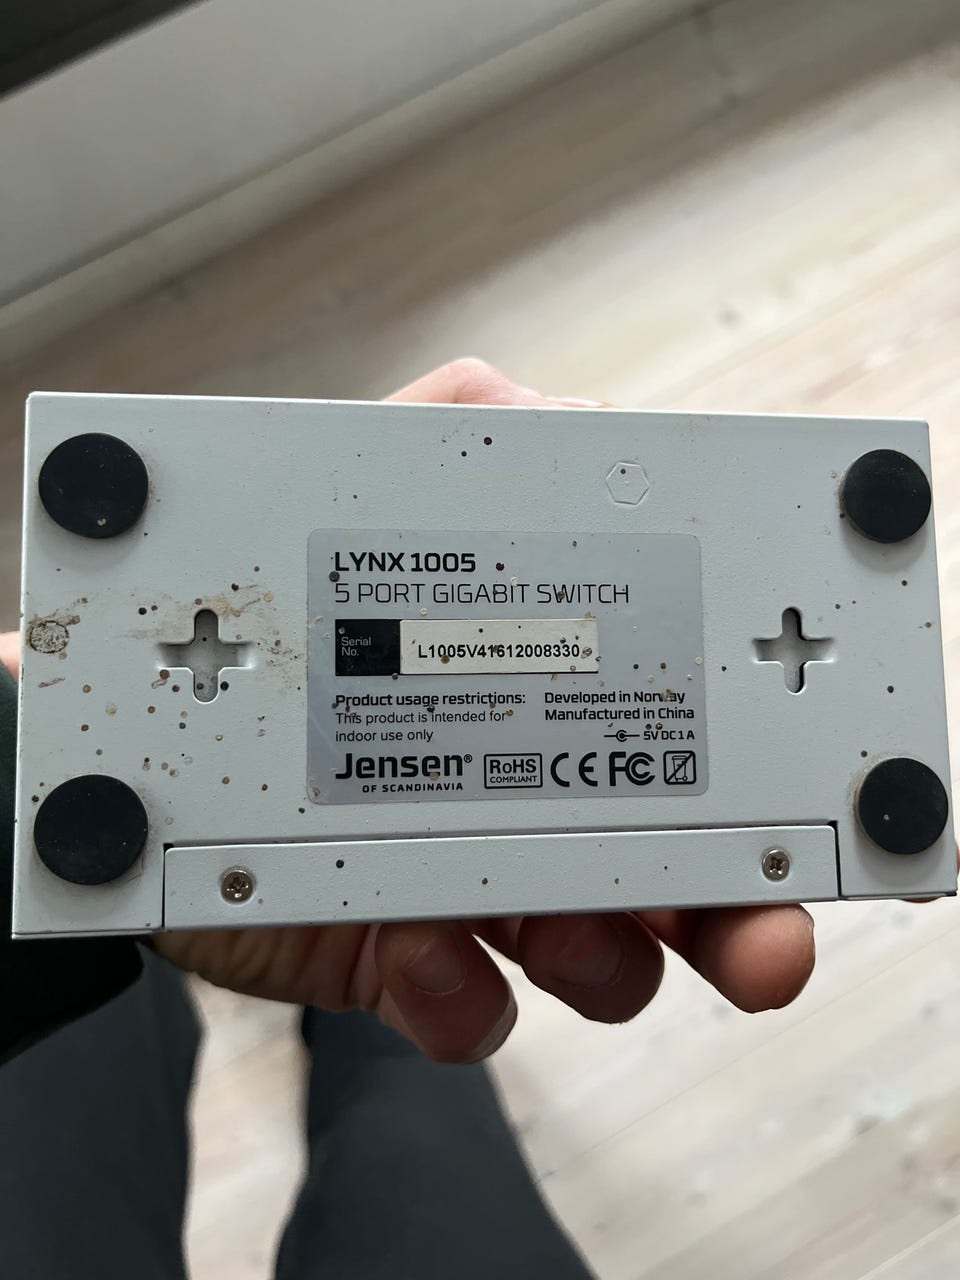 LYNX 1005
5 PORT GIGABIT SWITCH
Serial
No.
L1005V41612008330
Product usage restrictions:
This product is intended for
indoor use only
Developed in Norway
Manufactured in China
5V DC 1 A
Jensen®
OF SCANDINAVIA
RoHS
COMPLIANT
CE FC